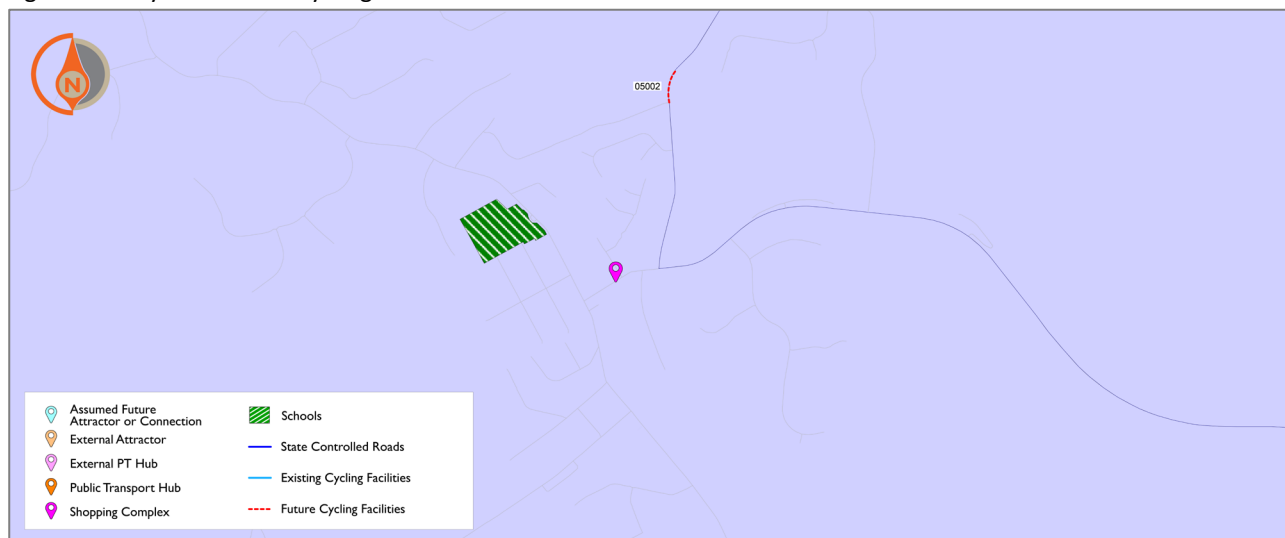 05002
N
Assumed Future
Attractor or Connection
External Attractor
External PT Hub
Public Transport Hub
Shopping Complex
Schools
State Controlled Roads
Existing Cycling Facilities
Future Cycling Facilities